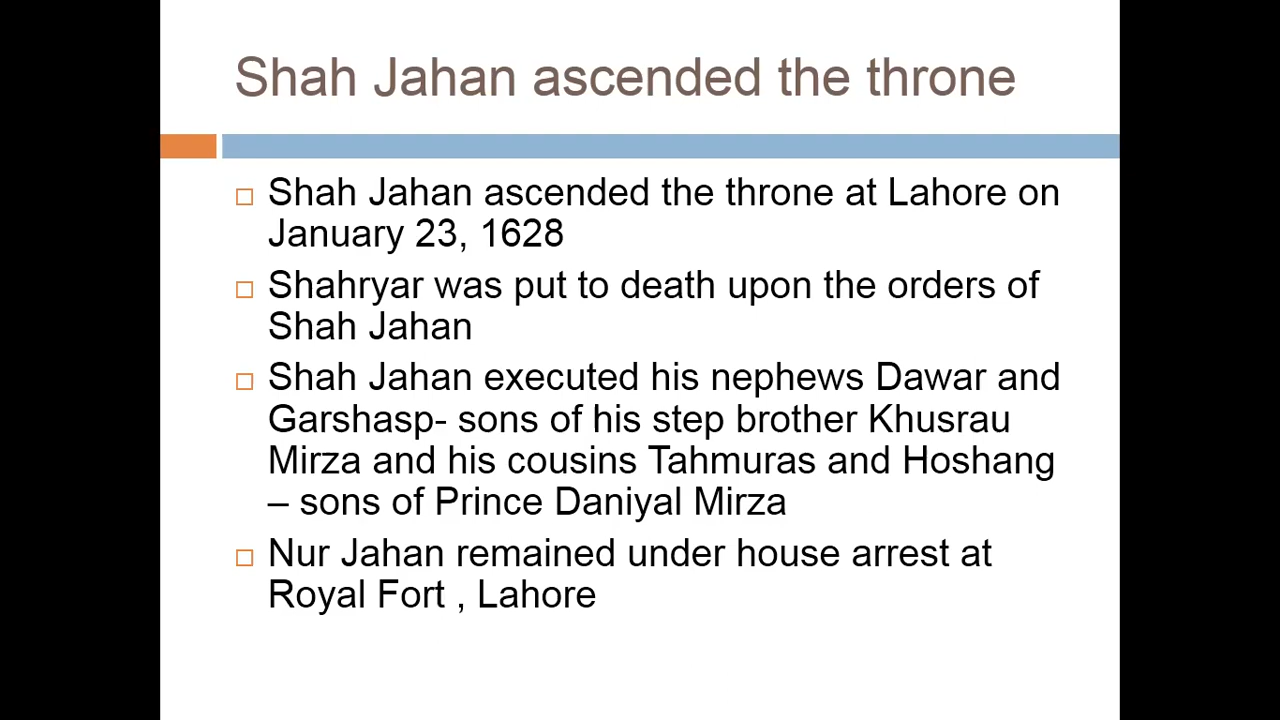 Shah Jahan ascended the throne
Shah Jahan ascended the throne at Lahore on
January 23, 1628
Shahryar was put to death upon the orders of
Shah Jahan
Shah Jahan executed his nephews Dawar and
Garshasp- sons of his step brother Khusrau
Mirza and his cousins Tahmuras and Hoshang
– sons of Prince Daniyal Mirza
Nur Jahan remained under house arrest at
Royal Fort , Lahore